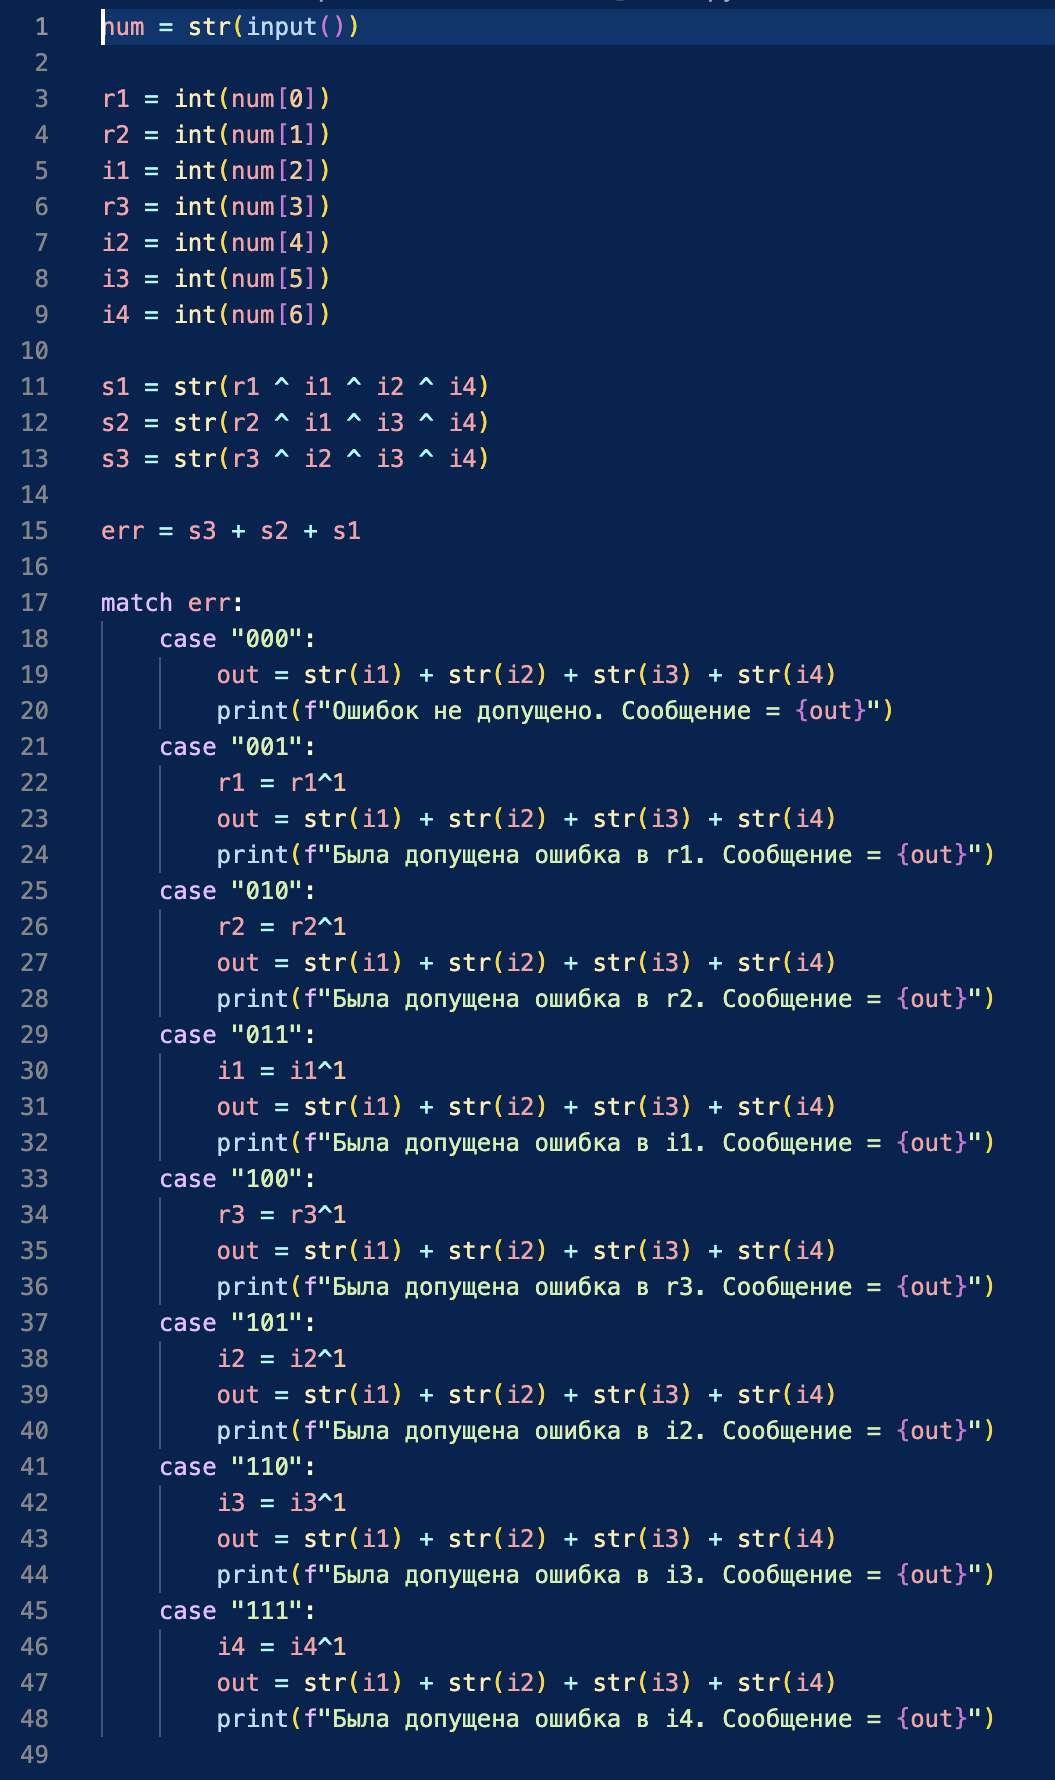 1 num = str(input())
2
3 r1 = int(num[0])
4 r2 = int(num[1])
5 i1 = int(num[2])
6 r3 = int(num[3])
7 i2 = int(num[4])
8 i3 = int(num[5])
9 i4 = int(num[6])
10
11 s1 = str(r1 ^ i1 ^ i2 ^ i4)
12 s2 = str(r2 ^ i1 ^ i3 ^ i4)
13 s3 = str(r3 ^ i2 ^ i3 ^ i4)
14
15 err = s3 + s2 + s1
16
17 match err:
18 case "000":
19 out = str(i1) + str(i2) + str(i3) + str(i4)
20 print(f"Ошибок не допущено. Сообщение = {out}")
21 case "001":
22 r1 = r1^1
23 out = str(i1) + str(i2) + str(i3) + str(i4)
24 print(f"Была допущена ошибка в r1. Сообщение = {out}")
25 case "010":
26 r2 = r2^1
27 out = str(i1) + str(i2) + str(i3) + str(i4)
28 print(f"Была допущена ошибка в r2. Сообщение = {out}")
29 case "011":
30 i1 = i1^1
31 out = str(i1) + str(i2) + str(i3) + str(i4)
32 print(f"Была допущена ошибка в i1. Сообщение = {out}")
33 case "100":
34 r3 = r3^1
35 out = str(i1) + str(i2) + str(i3) + str(i4)
36 print(f"Была допущена ошибка в r3. Сообщение = {out}")
37 case "101":
38 i2 = i2^1
39 out = str(i1) + str(i2) + str(i3) + str(i4)
40 print(f"Была допущена ошибка в i2. Сообщение = {out}")
41 case "110":
42 i3 = i3^1
43 out = str(i1) + str(i2) + str(i3) + str(i4)
44 print(f"Была допущена ошибка в i3. Сообщение = {out}")
45 case "111":
46 i4 = i4^1
47 out = str(i1) + str(i2) + str(i3) + str(i4)
48 print(f"Была допущена ошибка в i4. Сообщение = {out}")
49